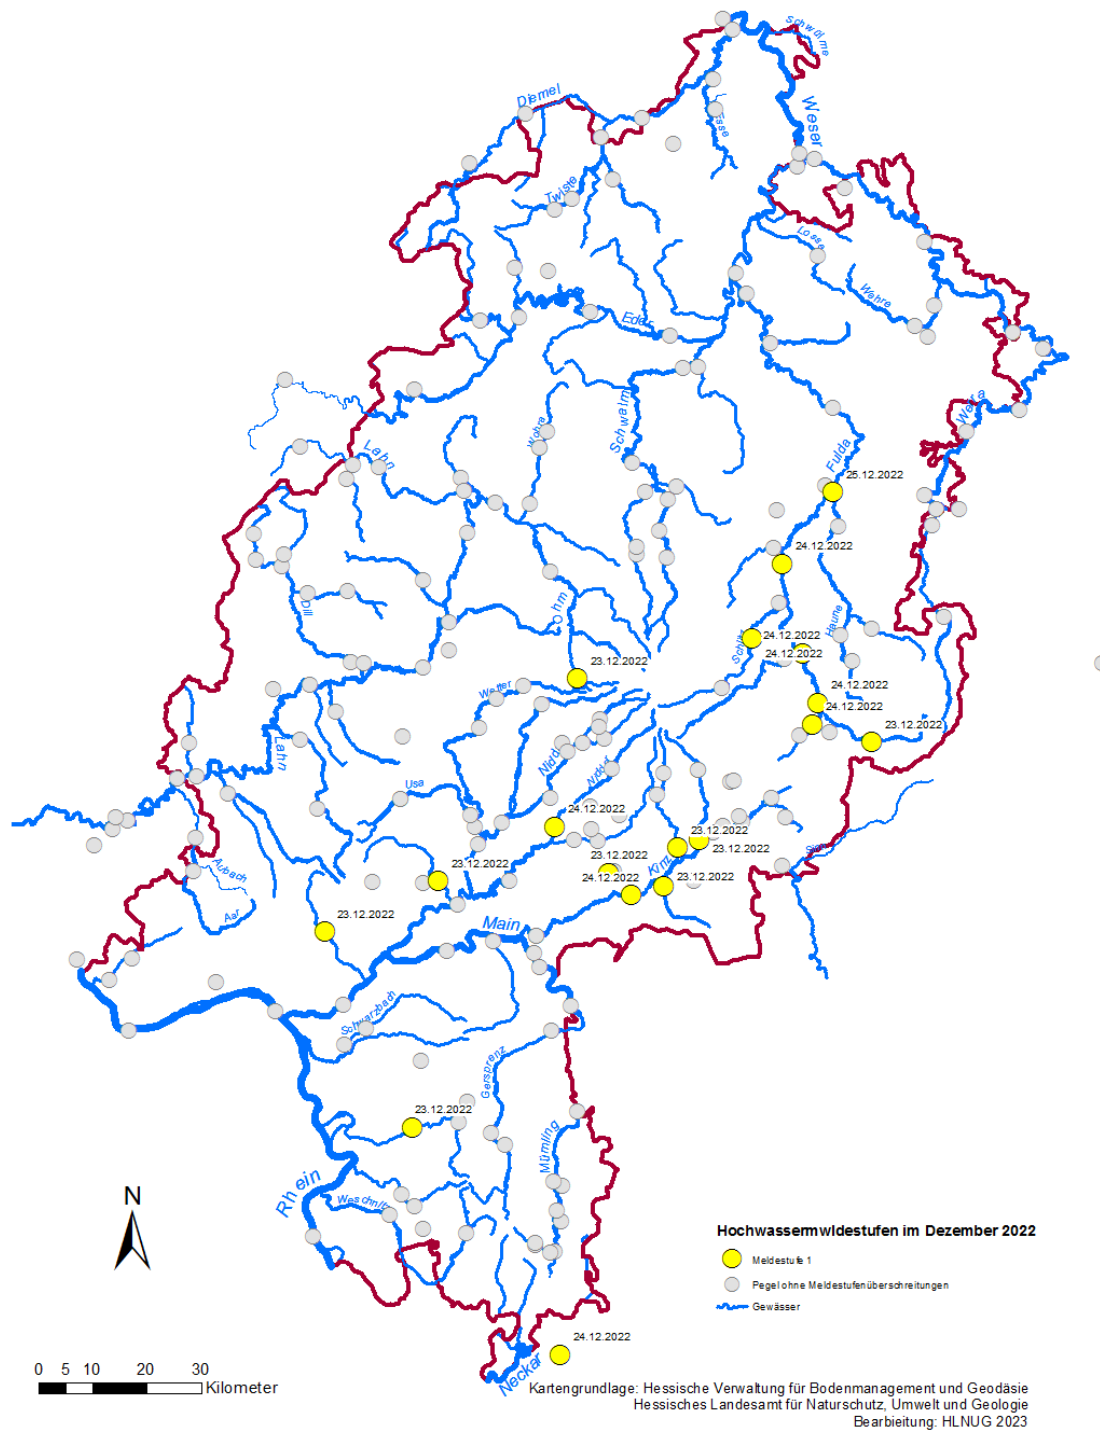 Schwülme
Diemel
Esse
Weser
Twiste
Losse
Wehre
Eder
Wohra
Schwalm
Werra
Lahn
Fulda
25.12.2022
24.12.2022
Dill
Ohm
Haune
24.12.2022
Schlitz
24.12.2022
23.12.2022
Wetter
24.12.2022
24.12.2022
23.12.2022
Lahn
Nidda
Nidder
Usa
24.12.2022
23.12.2022
23.12.2022
Sinn
23.12.2022
23.12.2022
Kinzig
Aubach
24.12.2022
23.12.2022
Aar
23.12.2022
Main
Schwarzbach
Gersprenz
23.12.2022
Mümling
Rhein
Weschnitz
N
Hochwassermwldestufen im Dezember 2022
Meldestufe 1
Pegel ohne Meldestufenüberschreitungen
Gewässer
24.12.2022
Neckar
0 5 10 20 30
Kilometer
Kartengrundlage: Hessische Verwaltung für Bodenmanagement und Geodäsie
Hessisches Landesamt für Naturschutz, Umwelt und Geologie
Bearbieitung: HLNUG 2023